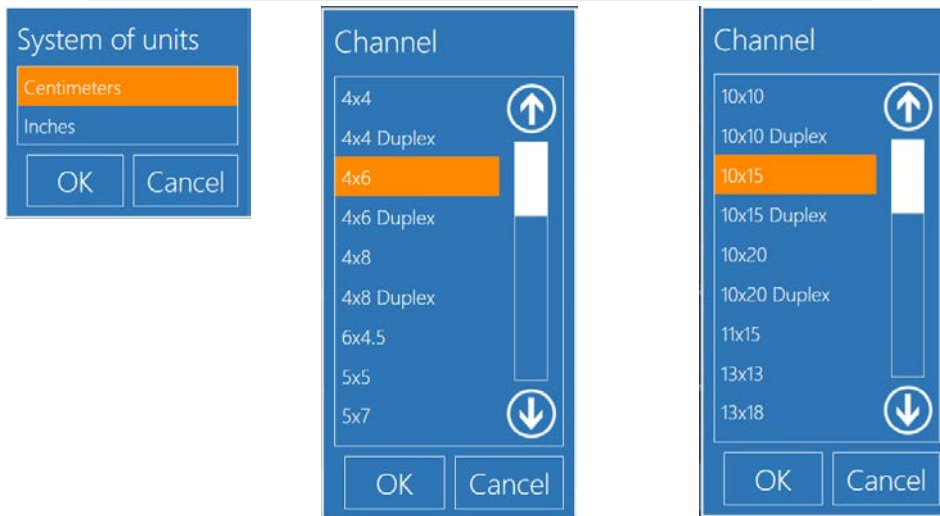 System of units
Centimeters
Inches
OK
Cancel
Channel
4x4
4x4 Duplex
4x6
4x6 Duplex
4x8
4x8 Duplex
6x4.5
5x5
5x7
OK
Cancel
Channel
10x10
10x10 Duplex
10x15
10x15 Duplex
10x20
10x20 Duplex
11x15
13x13
13x18
OK
Cancel